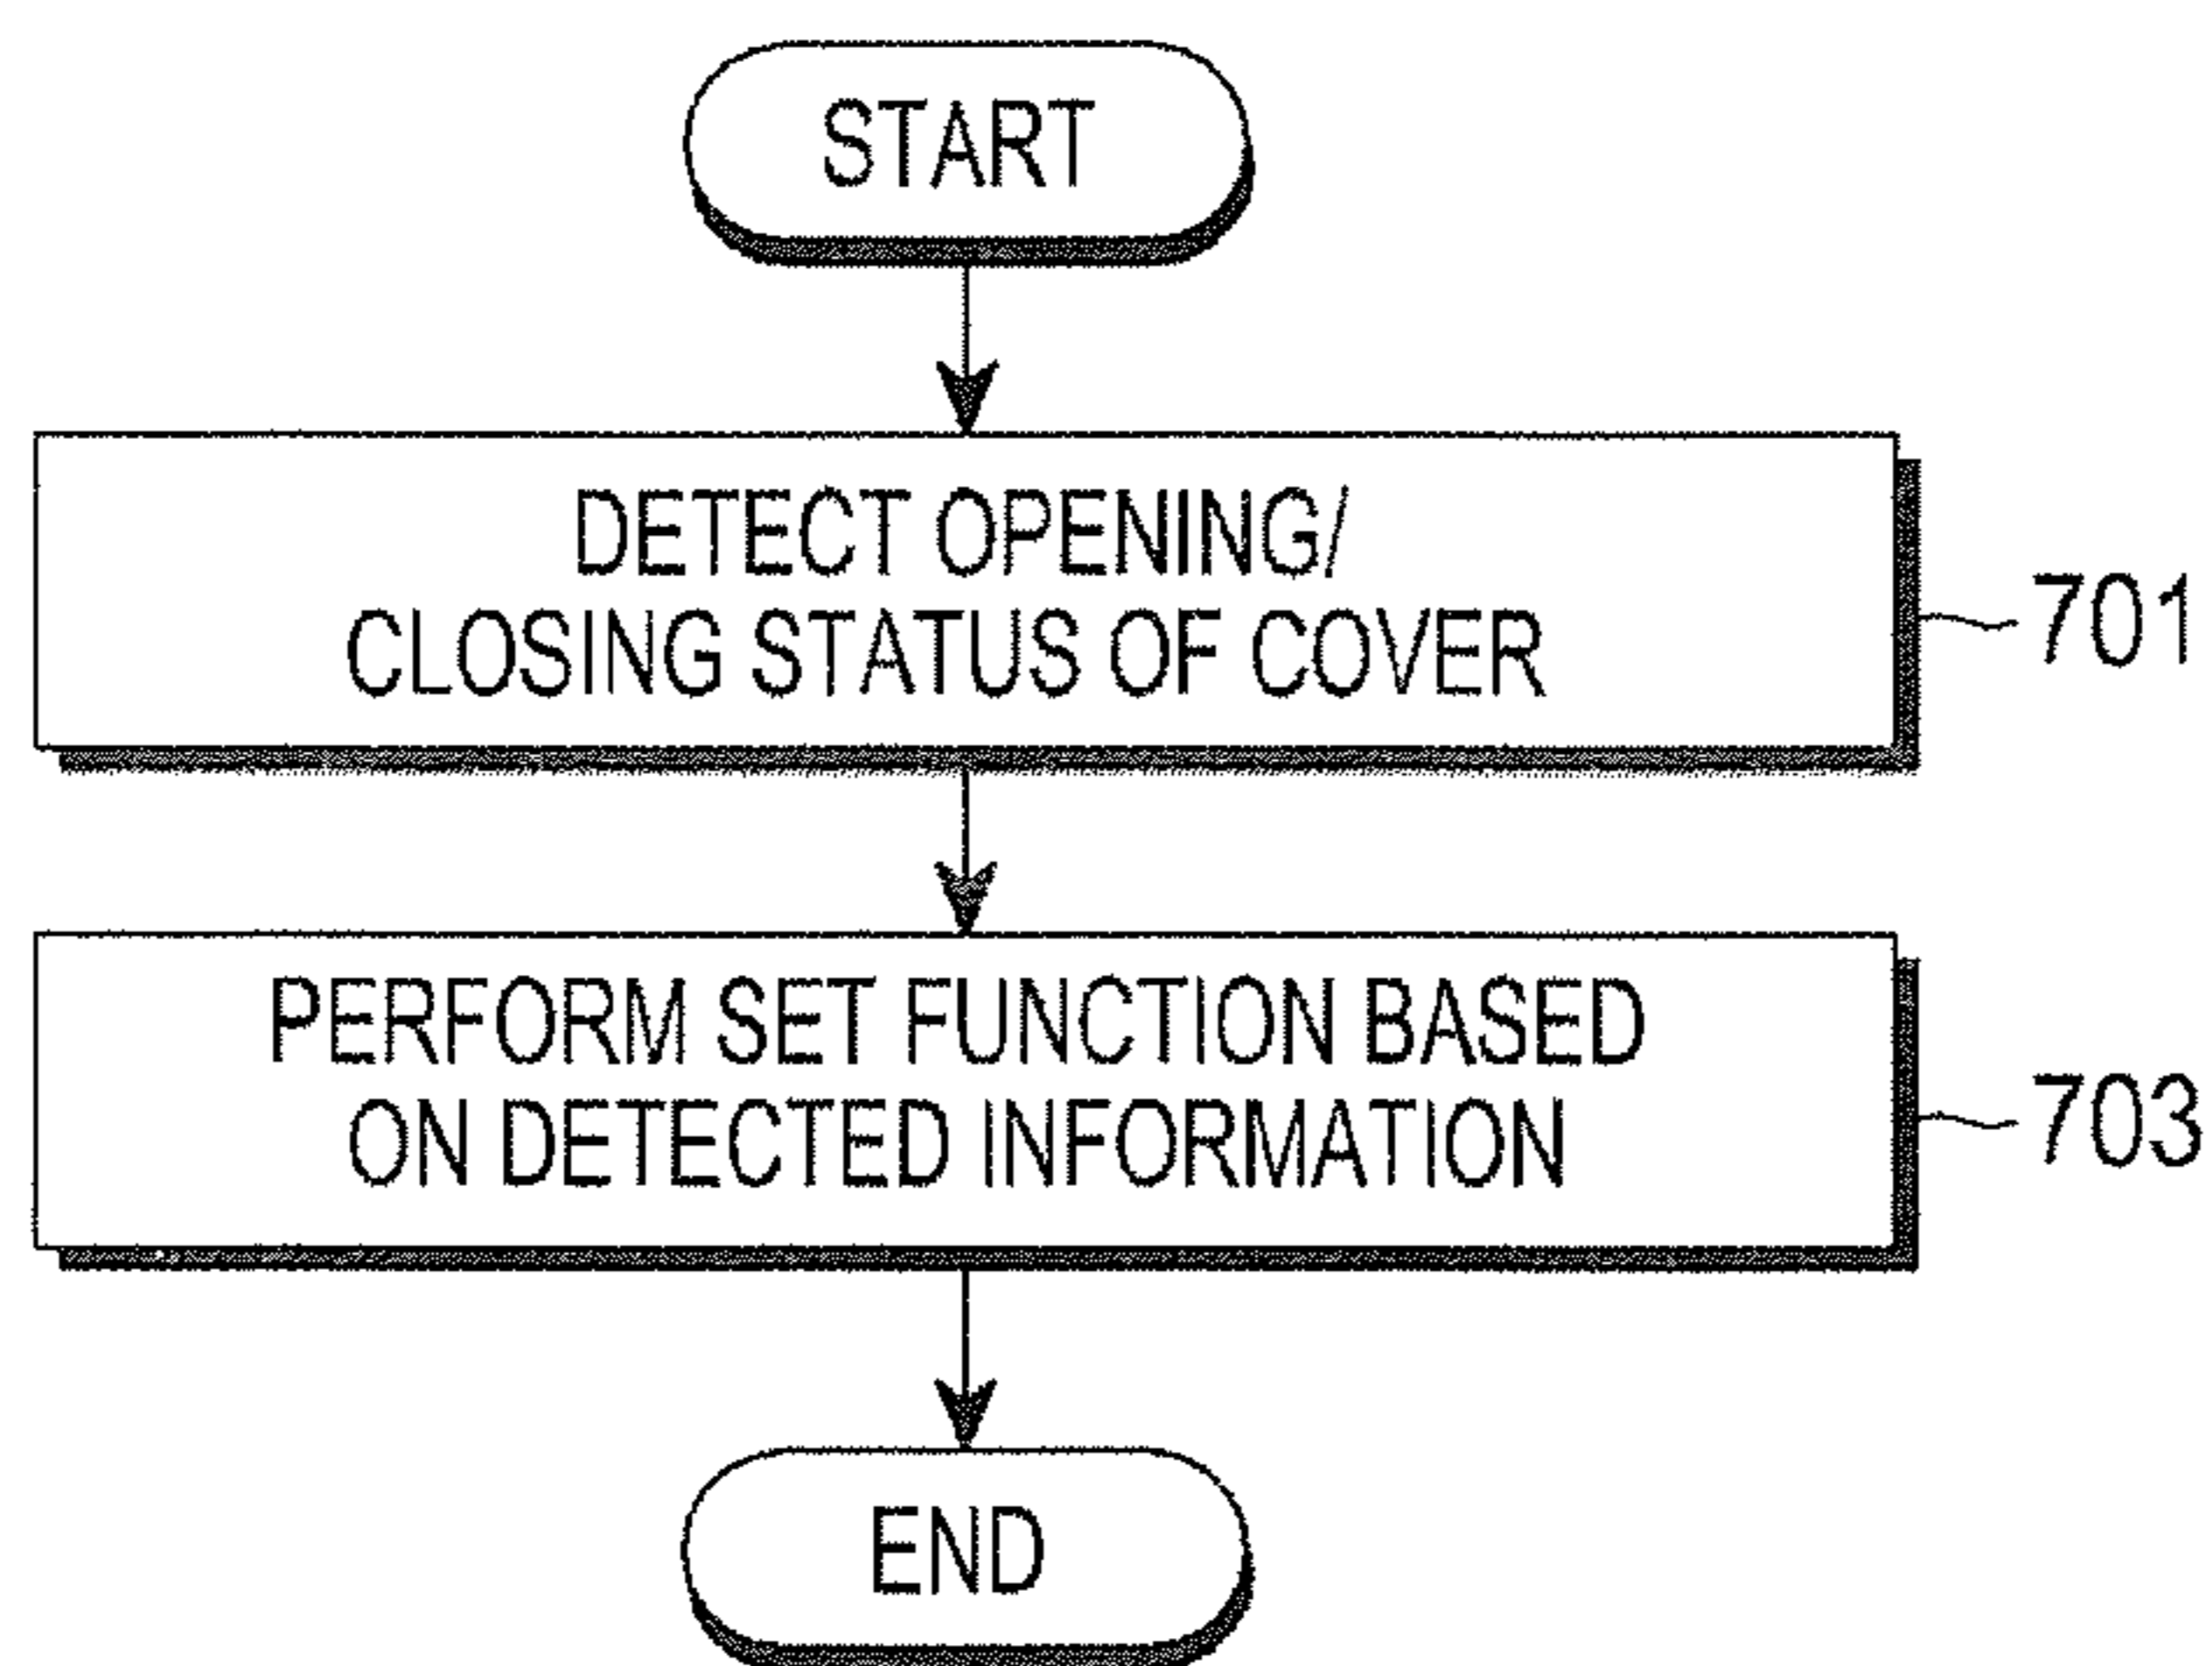 START
DETECT OPENING/
CLOSING STATUS OF COVER
701
PERFORM SET FUNCTION BASED
ON DETECTED INFORMATION
703
END